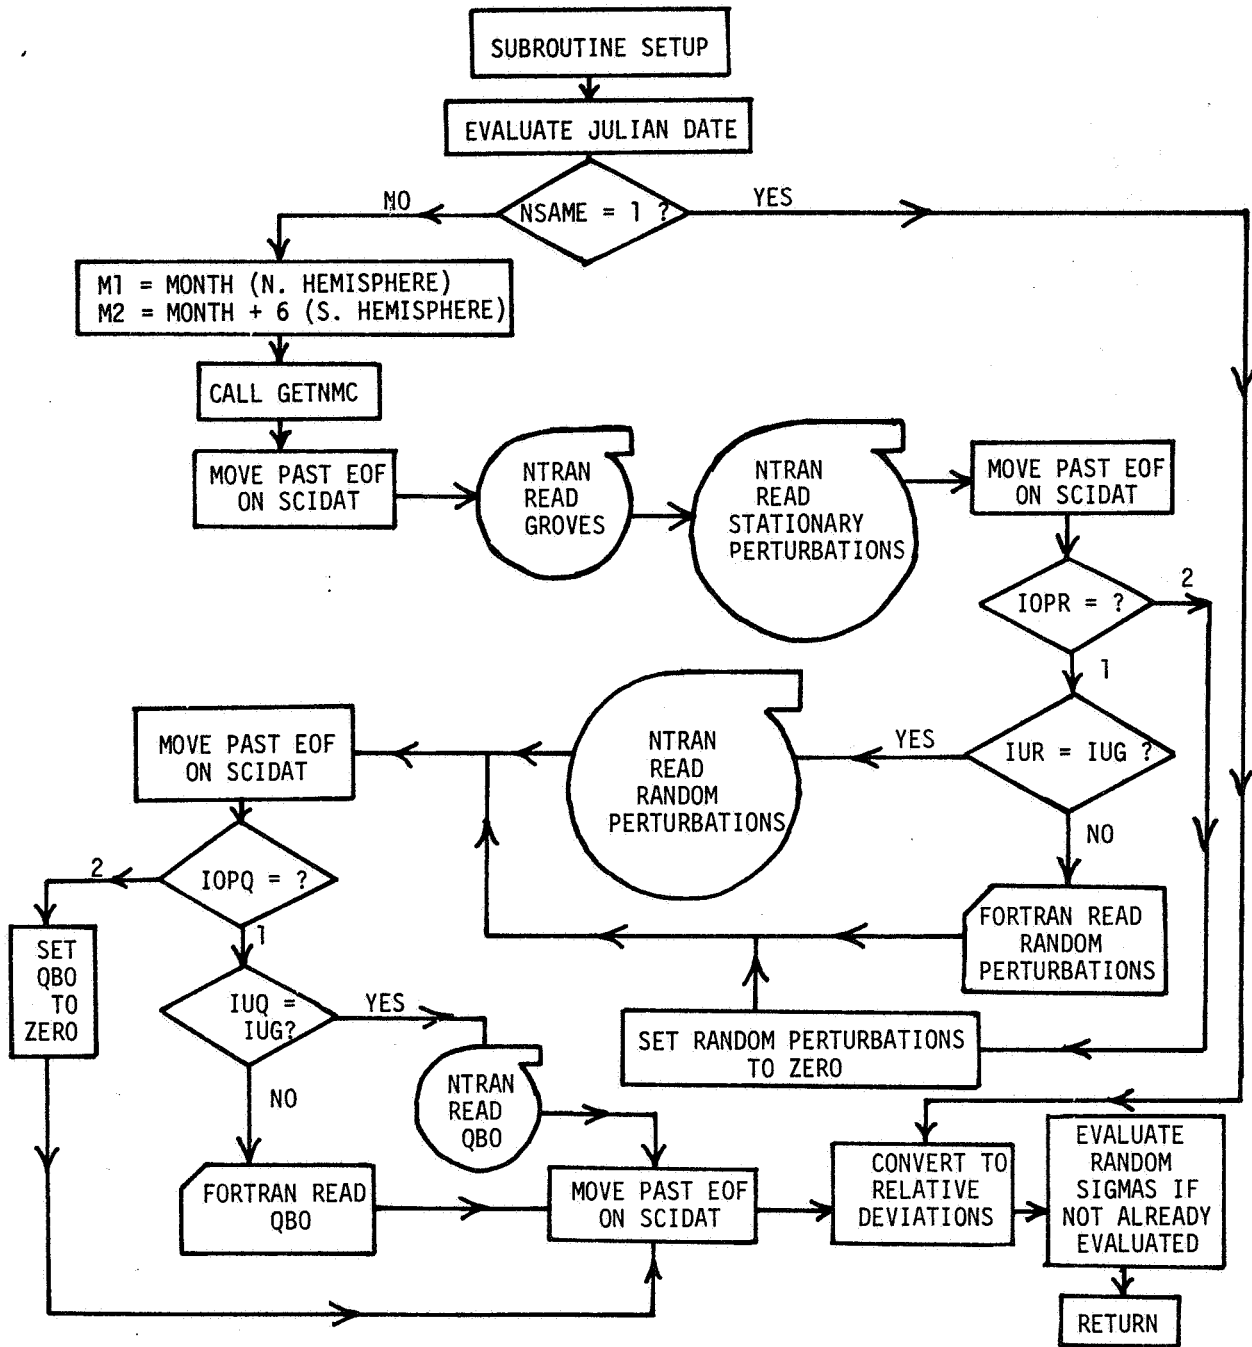 SUBROUTINE SETUP
EVALUATE JULIAN DATE
NSAME = 1 ?
NO
YES
M1 = MONTH (N. HEMISPHERE)
M2 = MONTH + 6 (S. HEMISPHERE)
CALL GETNMC
MOVE PAST EOF
ON SCIDAT
NTRAN
READ
GROVES
NTRAN
READ
STATIONARY
PERTURBATIONS
MOVE PAST EOF
ON SCIDAT
IOPR = ?
2
1
IUR = IUG ?
YES
NO
NTRAN
READ
RANDOM
PERTURBATIONS
FORTRAN READ
RANDOM
PERTURBATIONS
SET RANDOM PERTURBATIONS
TO ZERO
MOVE PAST EOF
ON SCIDAT
IOPQ = ?
2
1
SET
QBO
TO
ZERO
IUQ =
IUG?
YES
NO
NTRAN
READ
QBO
FORTRAN READ
QBO
MOVE PAST EOF
ON SCIDAT
CONVERT TO
RELATIVE
DEVIATIONS
EVALUATE
RANDOM
SIGMAS IF
NOT ALREADY
EVALUATED
RETURN